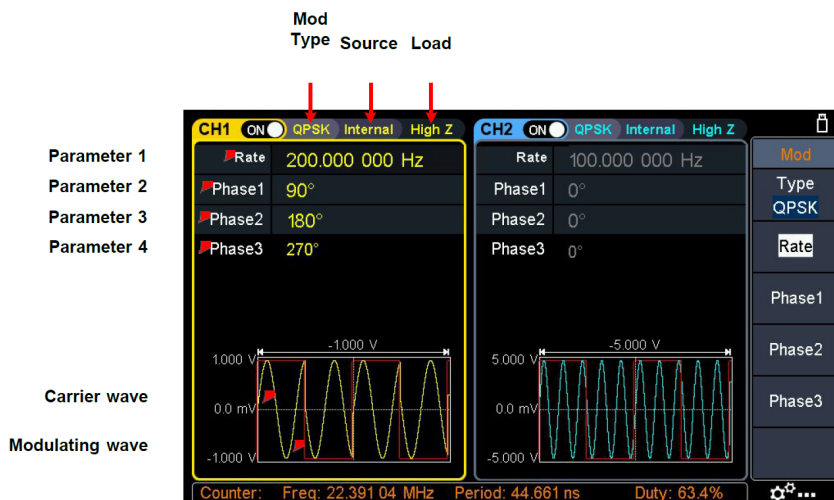 Mod
Type Source Load
CH1 ON QPSK Internal High Z CH2 ON QPSK Internal High Z
Parameter 1 Rate 200.000 000 Hz Rate 100.000 000 Hz Mod
Parameter 2 Phase1 90° Phase1 0° Type
QPSK
Parameter 3 Phase2 180° Phase2 0°
Parameter 4 Phase3 270° Phase3 0° Rate
Phase1
-1.000 V -5.000 V Phase2
1.000 V 5.000 V
Carrier wave Phase3
0.0 mV 0.0 mV
Modulating wave
-1.000 V -5.000 V
Counter: Freq: 22.391 04 MHz Period: 44.661 ns Duty: 63.4%